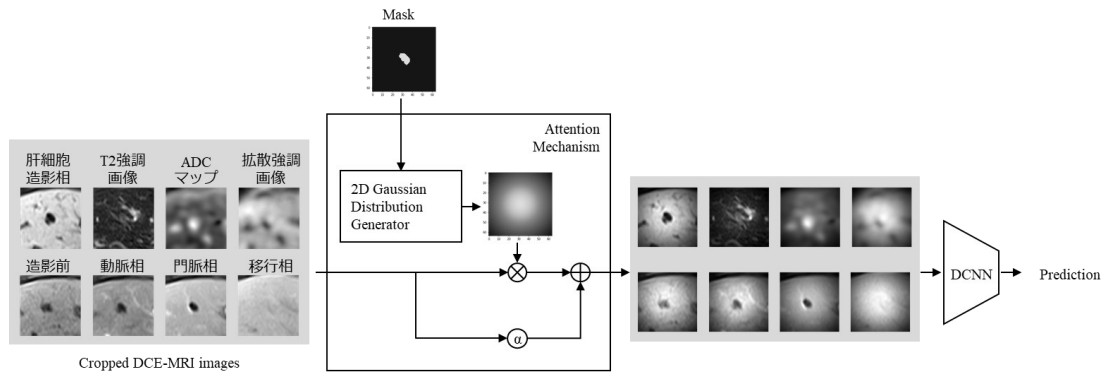 Mask
Attention
Mechanism
肝細胞
造影相
T2強調
画像
ADC
マップ
拡散強調
画像
2D Gaussian
Distribution
Generator
造影前
動脈相
門脈相
移行相
α
DCNN
Prediction
Cropped DCE-MRI images